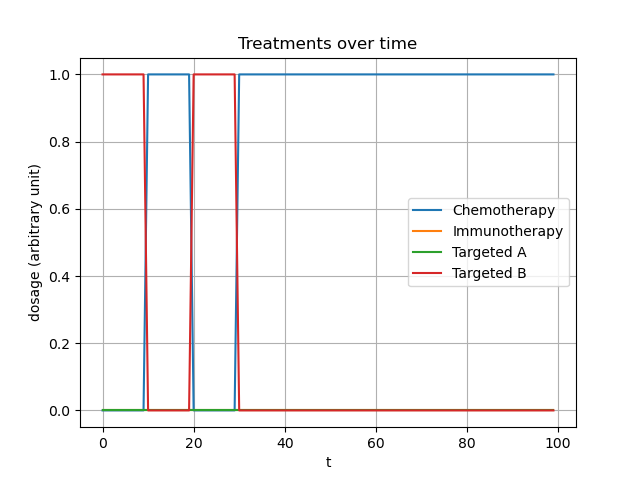 Treatments over time
1.0
0.8
0.6
0.4
0.2
0.0
dosage (arbitrary unit)
Chemotherapy
Immunotherapy
Targeted A
Targeted B
0 20 40 60 80 100
t